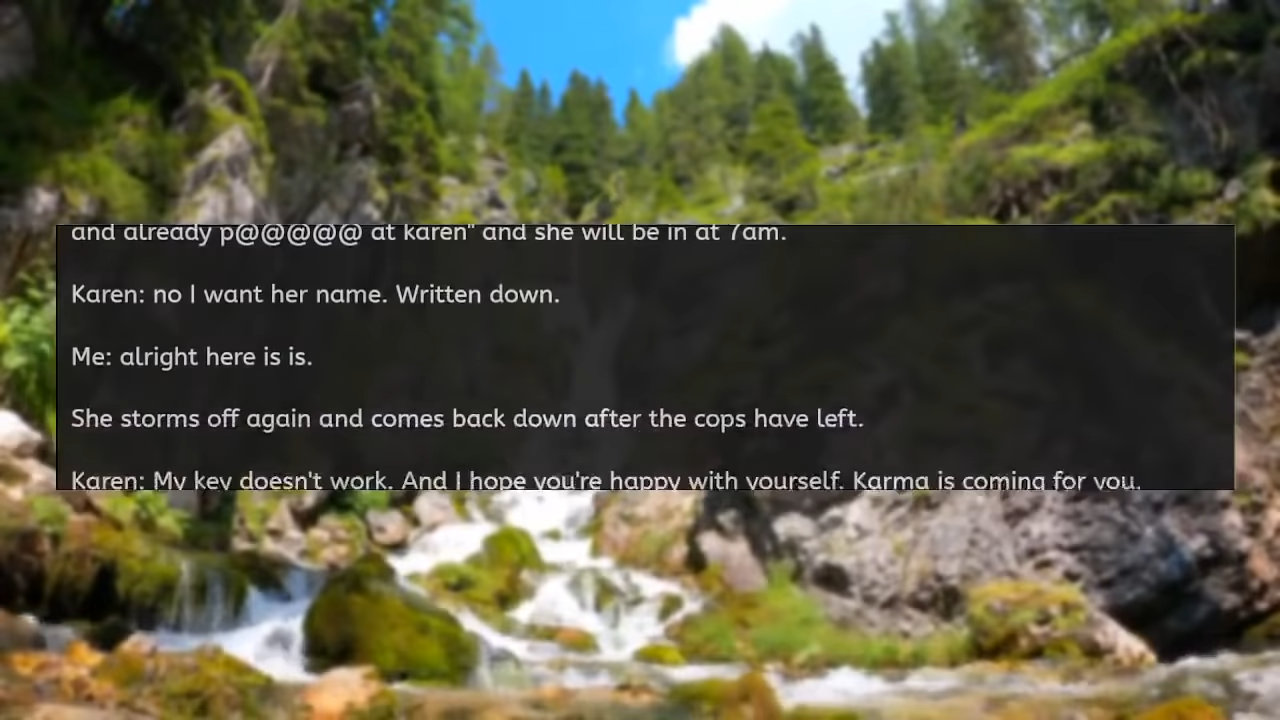 and already p@@@@@ at karen" and she will be in at 7am.
Karen: no I want her name. Written down.
Me: alright here is is.
She storms off again and comes back down after the cops have left.
Karen: My key doesn't work. And I hope you're happy with yourself. Karma is coming for you.